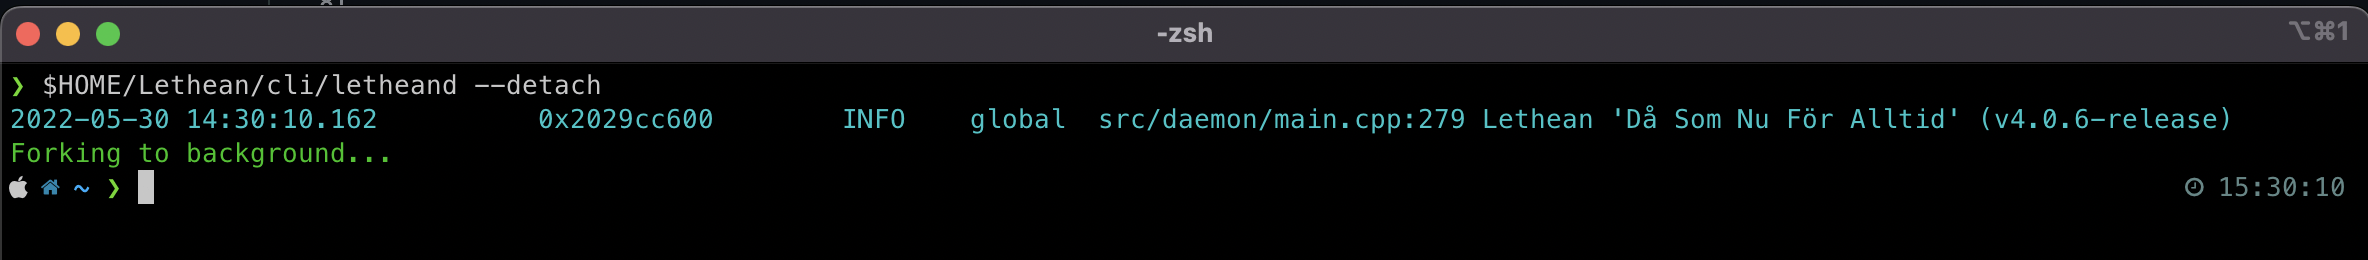 -zsh
⌥⌘1
❯ $HOME/Lethean/cli/letheand --detach
2022-05-30 14:30:10.162 0x2029cc600 INFO global src/daemon/main.cpp:279 Lethean 'Då Som Nu För Alltid' (v4.0.6-release)
Forking to background...
~ ❯ 15:30:10